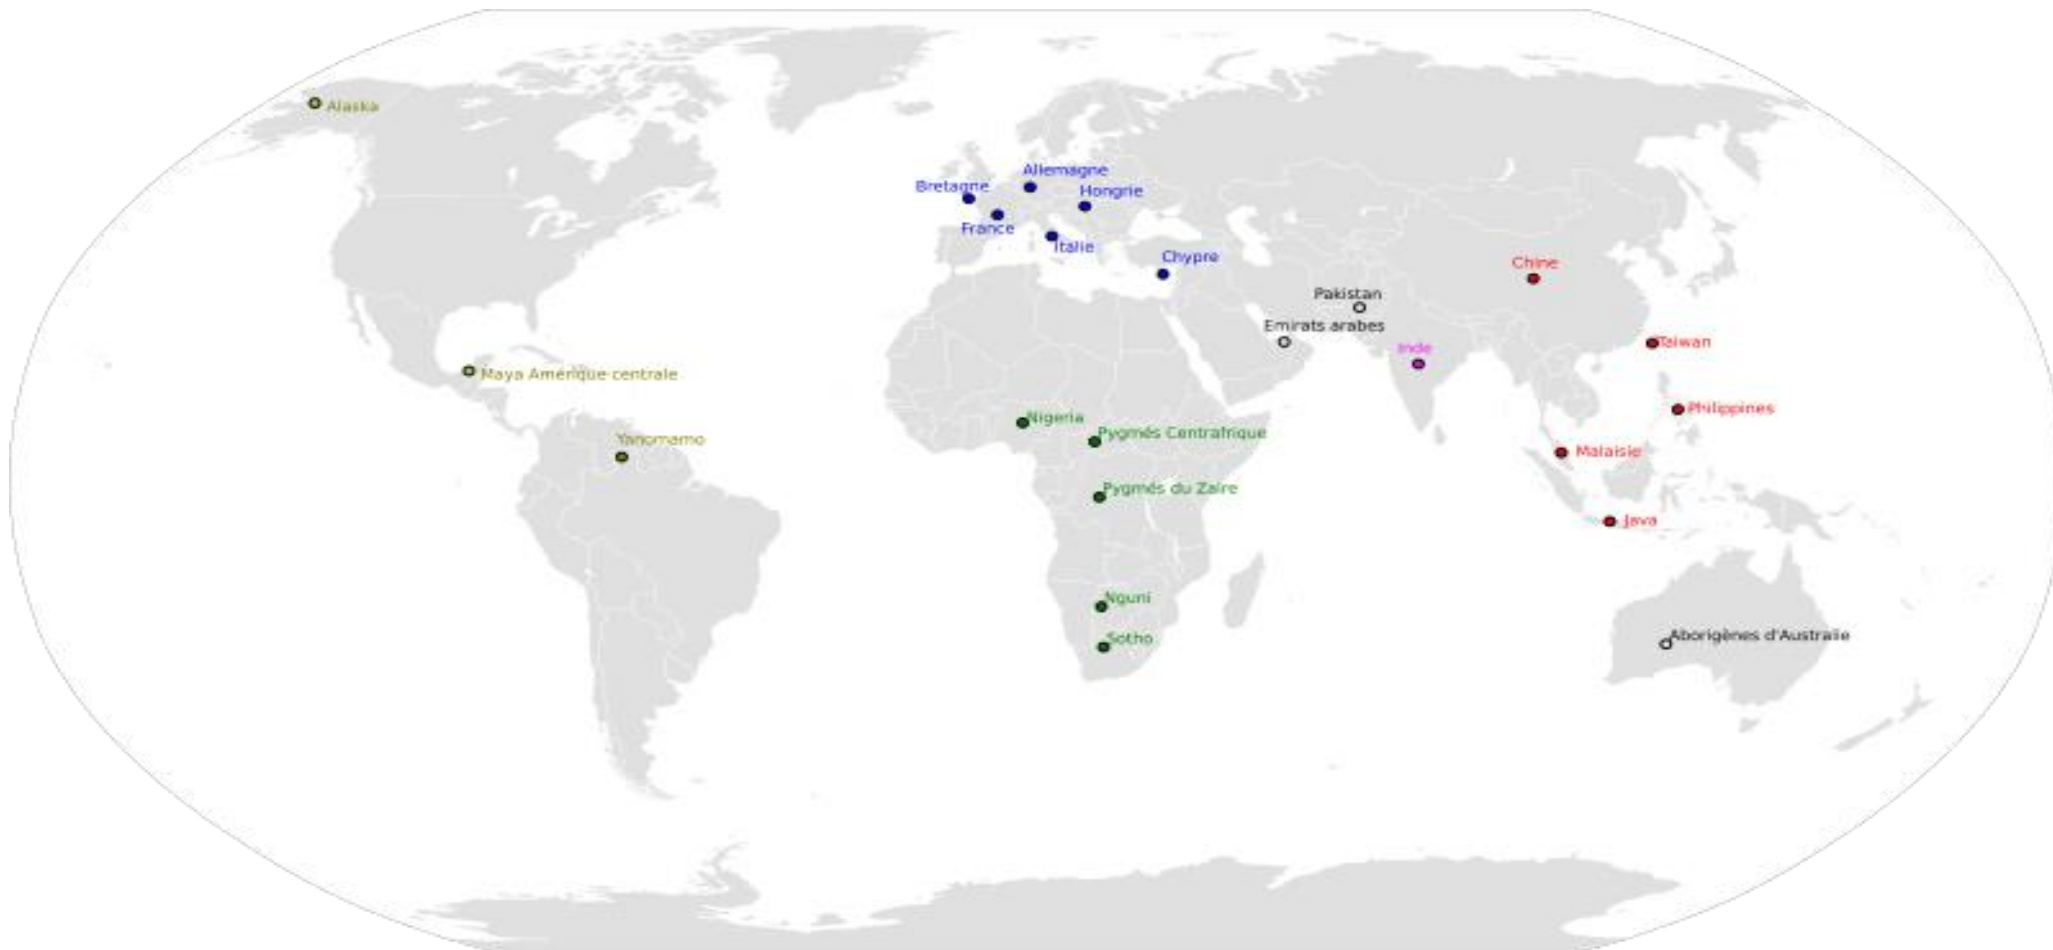 Alaska
Allemagne
Bretagne
Hongrie
France
Italie
Chypre
Chine
Pakistan
Emirats arabes
Taiwan
Inde
Maya Amérique centrale
Philippines
Nigeria
Pygmés Centrafrique
Yanomamo
Malaisie
Pygmés du Zaïre
Java
Nguni
Sotho
Aborigènes d'Australie